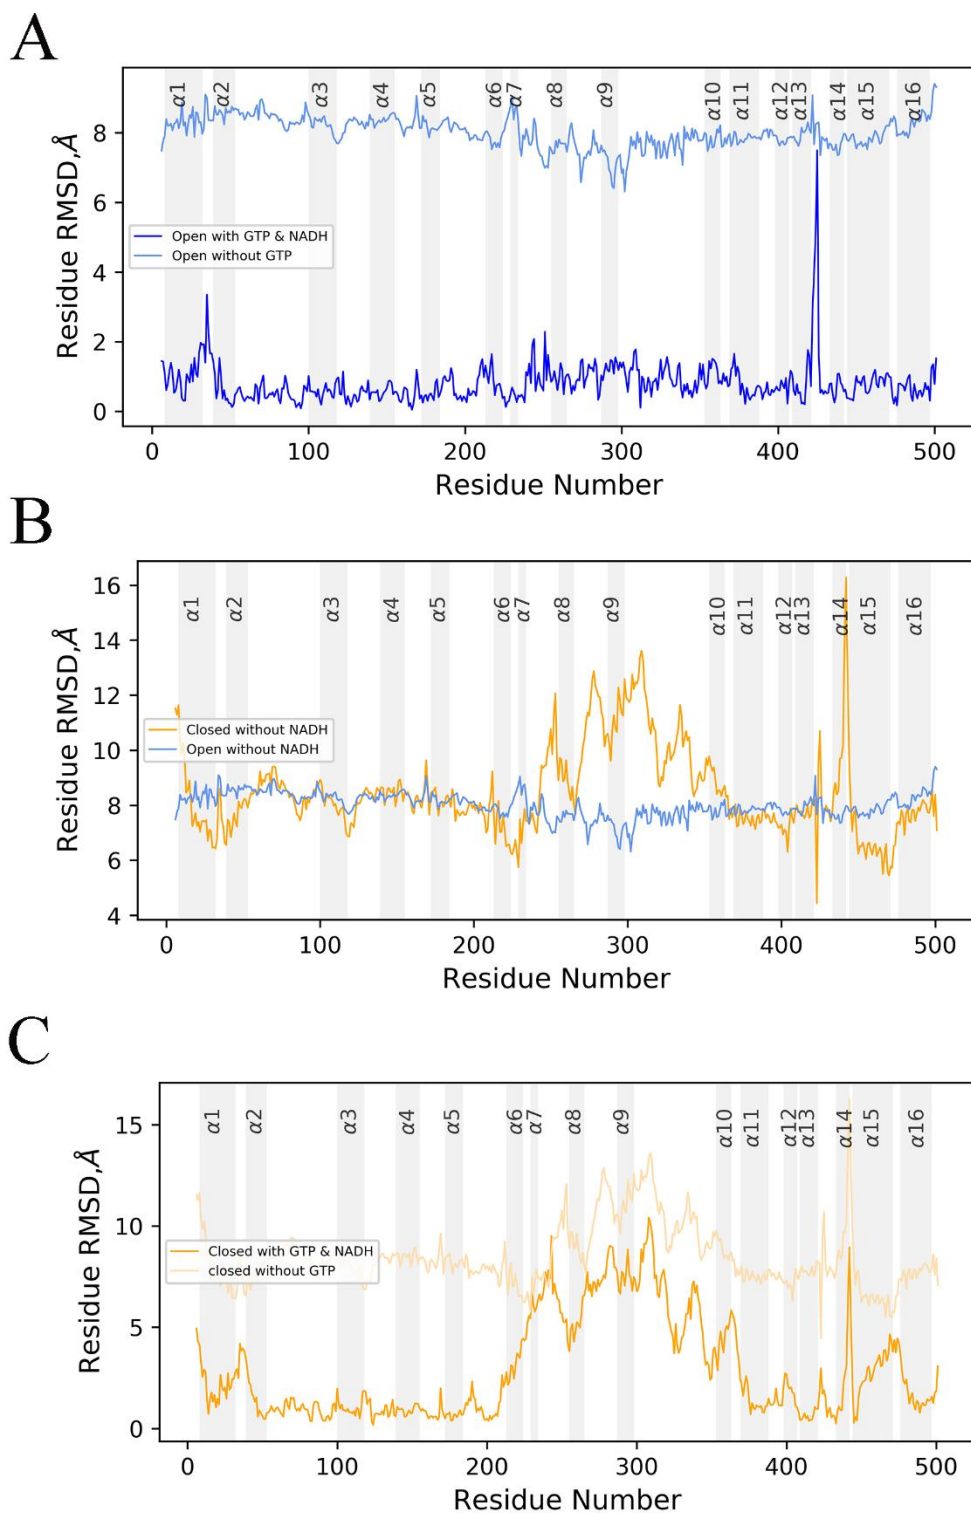 A
α1 α2 α3 α4 α5 α6 α7 α8 α9 α10 α11 α12 α13 α14 α15 α16
8
6
4
2
0
Residue RMSD,Å
Open with GTP & NADH
Open without GTP
0 100 200 300 400 500
Residue Number
B
α1 α2 α3 α4 α5 α6 α7 α8 α9 α10 α11 α12 α13 α14 α15 α16
16
14
12
10
8
6
4
Residue RMSD,Å
Closed without NADH
Open without NADH
0 100 200 300 400 500
Residue Number
C
α1 α2 α3 α4 α5 α6 α7 α8 α9 α10 α11 α12 α13 α14 α15 α16
15
10
5
0
Residue RMSD,Å
Closed with GTP & NADH
closed without GTP
0 100 200 300 400 500
Residue Number